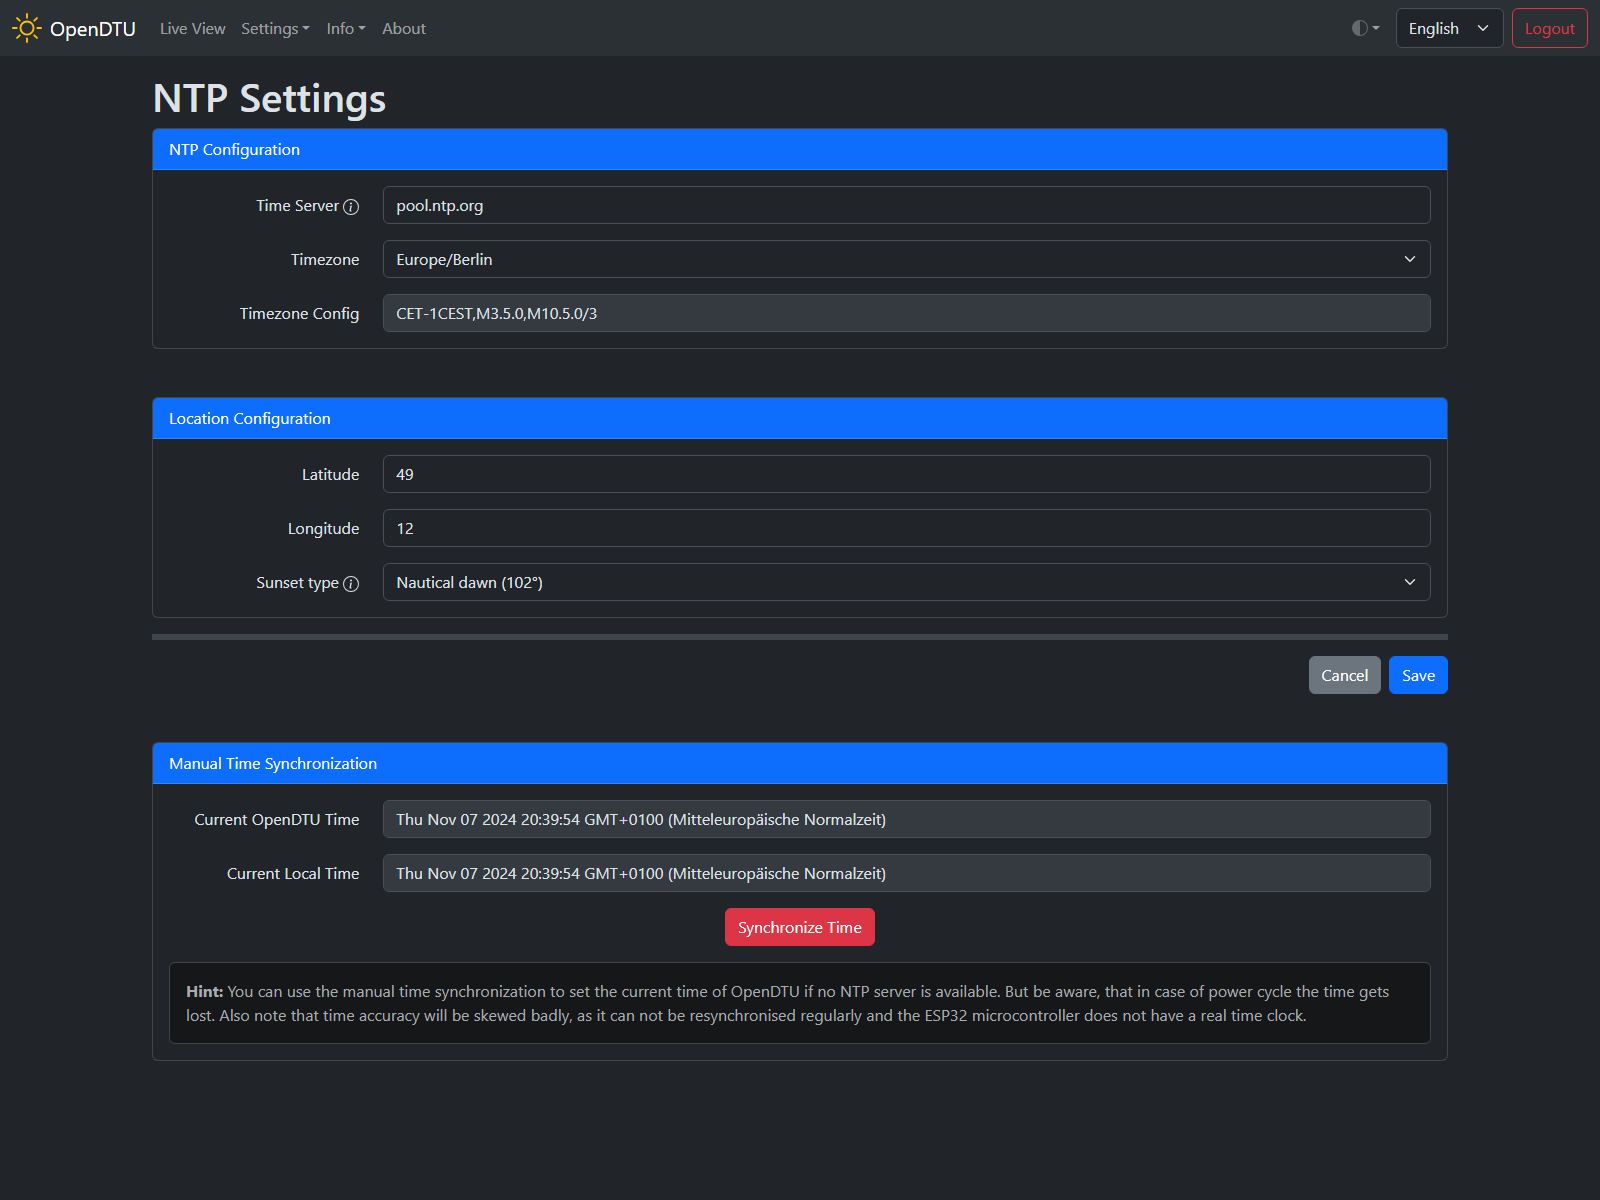 OpenDTU Live View Settings Info About English Logout
NTP Settings
NTP Configuration
Time Server pool.ntp.org
Timezone Europe/Berlin
Timezone Config CET-1CEST,M3.5.0,M10.5.0/3
Location Configuration
Latitude 49
Longitude 12
Sunset type Nautical dawn (102°)
Cancel Save
Manual Time Synchronization
Current OpenDTU Time Thu Nov 07 2024 20:39:54 GMT+0100 (Mitteleuropäische Normalzeit)
Current Local Time Thu Nov 07 2024 20:39:54 GMT+0100 (Mitteleuropäische Normalzeit)
Synchronize Time
Hint: You can use the manual time synchronization to set the current time of OpenDTU if no NTP server is available. But be aware, that in case of power cycle the time gets
lost. Also note that time accuracy will be skewed badly, as it can not be resynchronised regularly and the ESP32 microcontroller does not have a real time clock.